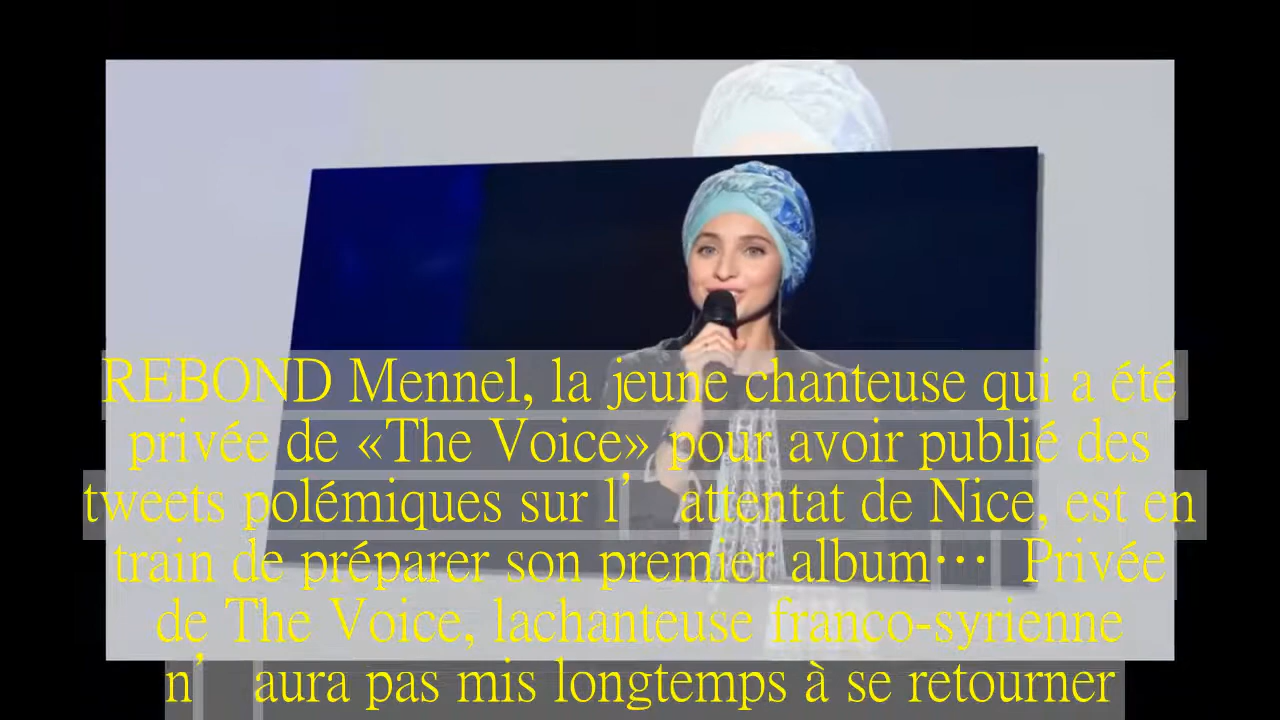 REBOND Mennel, la jeune chanteuse qui a été
privée de «The Voice» pour avoir publié des
tweets polémiques sur l’attentat de Nice, est en
train de préparer son premier album… Privée
de The Voice, lachanteuse franco-syrienne
n’aura pas mis longtemps à se retourner